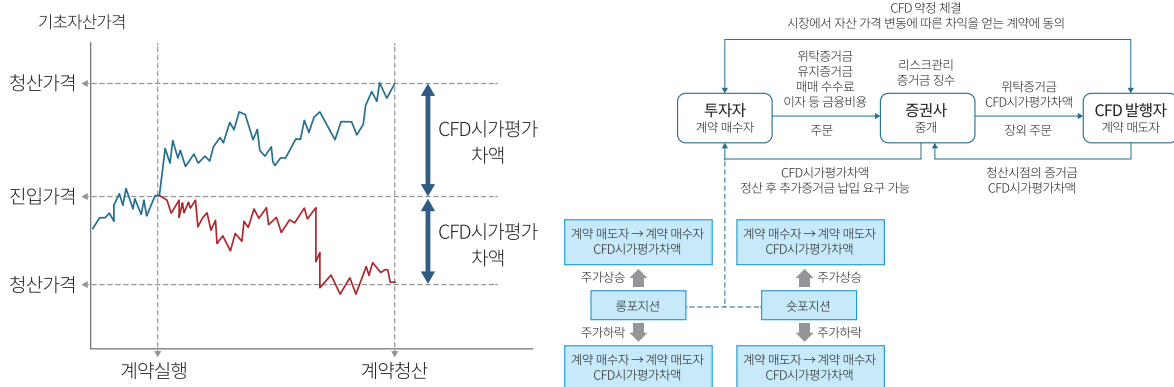 기초자산가격
청산가격
진입가격
청산가격
CFD시가평가
차액
CFD시가평가
차액
계약실행
계약청산
CFD 약정 체결
시장에서 자산 가격 변동에 따른 차익을 얻는 계약에 동의
위탁증거금
유지증거금
매매 수수료
이자 등 금융비용
주문
리스크관리
증거금 징수
위탁증거금
CFD시가평가차액
장외 주문
투자자
계약 매수자
증권사
중개
CFD 발행자
계약 매도자
CFD시가평가차액
정산 후 추가증거금 납입 요구 가능
청산시점의 증거금
CFD시가평가차액
계약 매도자 → 계약 매수자
CFD시가평가차액
계약 매수자 → 계약 매도자
CFD시가평가차액
주가상승
주가상승
롱포지션
숏포지션
주가하락
주가하락
계약 매수자 → 계약 매도자
CFD시가평가차액
계약 매도자 → 계약 매수자
CFD시가평가차액